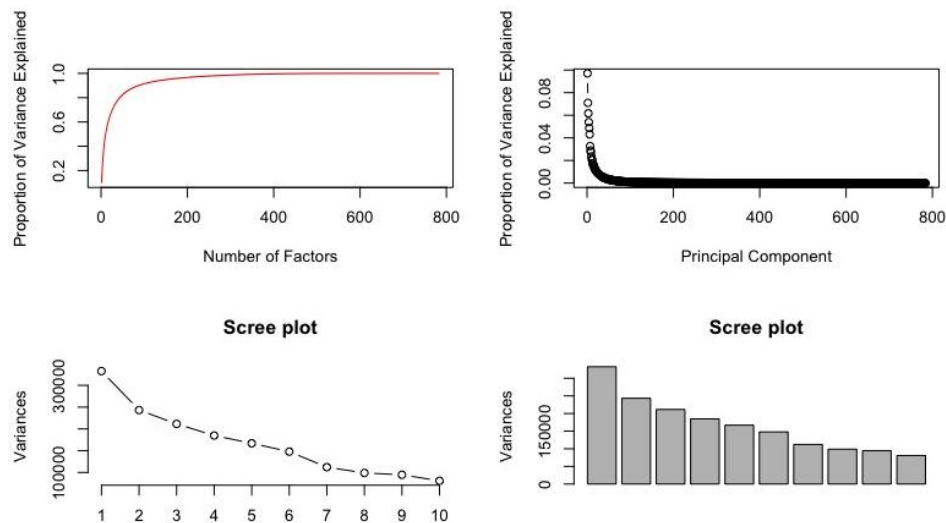 Proportion of Variance Explained
1.0
0.6
0.2
0 200 400 600 800
Number of Factors
Proportion of Variance Explained
0.08
0.04
0.00
0 200 400 600 800
Principal Component
Scree plot
Variances
300000
100000
1 2 3 4 5 6 7 8 9 10
Scree plot
Variances
150000
0